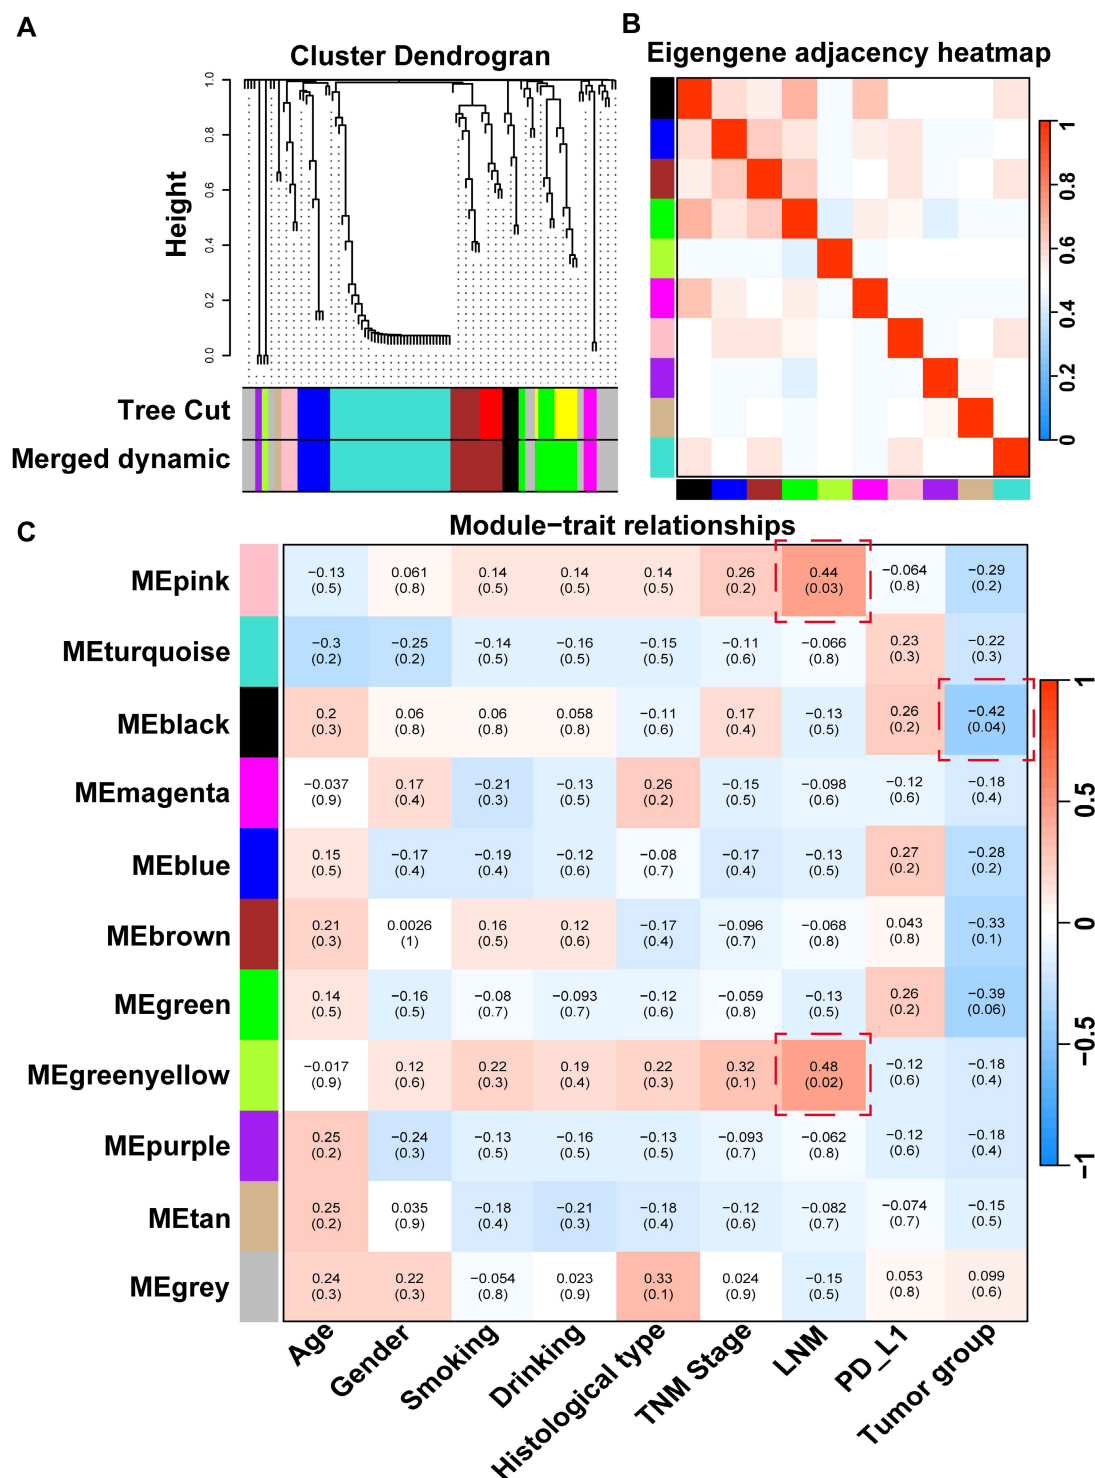 A
Cluster Dendrogran
Height
1.0
0.8
0.6
0.4
0.2
0.0
Tree Cut
Merged dynamic
B
Eigengene adjacency heatmap
1
0.8
0.6
0.4
0.2
0
C
Module−trait relationships
MEpink −0.13 0.061 0.14 0.14 0.14 0.26 0.44 −0.064 −0.29
(0.5) (0.8) (0.5) (0.5) (0.5) (0.2) (0.03) (0.8) (0.2)
MEturquoise −0.3 −0.25 −0.14 −0.16 −0.15 −0.11 −0.066 0.23 −0.22
(0.2) (0.2) (0.5) (0.5) (0.5) (0.6) (0.8) (0.3) (0.3)
MEblack 0.2 0.06 0.06 0.058 −0.11 0.17 −0.13 0.26 −0.42
(0.3) (0.8) (0.8) (0.8) (0.6) (0.4) (0.5) (0.2) (0.04)
MEmagenta −0.037 0.17 −0.21 −0.13 0.26 −0.15 −0.098 −0.12 −0.18
(0.9) (0.4) (0.3) (0.5) (0.2) (0.5) (0.6) (0.6) (0.4)
MEblue 0.15 −0.17 −0.19 −0.12 −0.08 −0.17 −0.13 0.27 −0.28
(0.5) (0.4) (0.4) (0.6) (0.7) (0.4) (0.5) (0.2) (0.2)
MEbrown 0.21 0.0026 0.16 0.12 −0.17 −0.096 −0.068 0.043 −0.33
(0.3) (1) (0.5) (0.6) (0.4) (0.7) (0.8) (0.8) (0.1)
MEgreen 0.14 −0.16 −0.08 −0.093 −0.12 −0.059 −0.13 0.26 −0.39
(0.5) (0.5) (0.7) (0.7) (0.6) (0.8) (0.5) (0.2) (0.06)
MEgreenyellow −0.017 0.12 0.22 0.19 0.22 0.32 0.48 −0.12 −0.18
(0.9) (0.6) (0.3) (0.4) (0.3) (0.1) (0.02) (0.6) (0.4)
MEpurple 0.25 −0.24 −0.13 −0.16 −0.13 −0.093 −0.062 −0.12 −0.18
(0.2) (0.3) (0.5) (0.5) (0.5) (0.7) (0.8) (0.6) (0.4)
MEtan 0.25 0.035 −0.18 −0.21 −0.18 −0.12 −0.082 −0.074 −0.15
(0.2) (0.9) (0.4) (0.3) (0.4) (0.6) (0.7) (0.7) (0.5)
MEgrey 0.24 0.22 −0.054 0.023 0.33 0.024 −0.15 0.053 0.099
(0.3) (0.3) (0.8) (0.9) (0.1) (0.9) (0.5) (0.8) (0.6)
Age
Gender
Smoking
Drinking
Histological type
TNM Stage
LNM
PD_L1
Tumor group
1
0.5
0
−0.5
−1